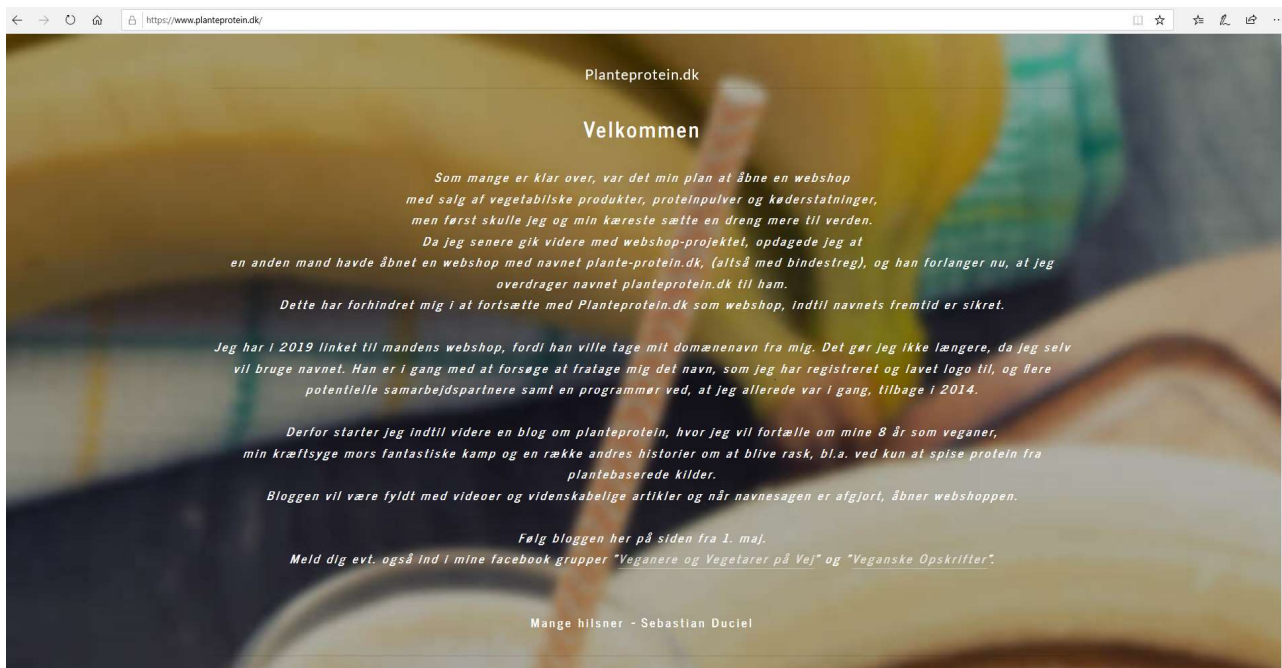 https://www.planteprotein.dk/
Planteprotein.dk
Velkommen
Som mange er klar over, var det min plan at åbne en webshop
med salg af vegetabilske produkter, proteinpulver og køderstatninger,
men først skulle jeg og min kæreste sætte en dreng mere til verden.
Da jeg senere gik videre med webshop-projektet, opdagede jeg at
en anden mand havde åbnet en webshop med navnet plante-protein.dk, (altså med bindestreg), og han forlanger nu, at jeg
overdrager navnet planteprotein.dk til ham.
Dette har forhindret mig i at fortsætte med Planteprotein.dk som webshop, indtil navnets fremtid er sikret.
Jeg har i 2019 linket til mandens webshop, fordi han ville tage mit domænenavn fra mig. Det gør jeg ikke længere, da jeg selv
vil bruge navnet. Han er i gang med at forsøge at fratage mig det navn, som jeg har registreret og lavet logo til, og flere
potentielle samarbejdspartnere samt en programmør ved, at jeg allerede var i gang, tilbage i 2014.
Derfor starter jeg indtil videre en blog om planteprotein, hvor jeg vil fortælle om mine 8 år som veganer,
min kræftsyge mors fantastiske kamp og en række andres historier om at blive rask, bl.a. ved kun at spise protein fra
plantebaserede kilder.
Bloggen vil være fyldt med videoer og videnskabelige artikler og når navnesagen er afgjort, åbner webshoppen.
Følg bloggen her på siden fra 1. maj.
Meld dig evt. også ind i mine facebook grupper "Veganere og Vegetarer på Vej" og "Veganske Opskrifter".
Mange hilsner - Sebastian Duciel